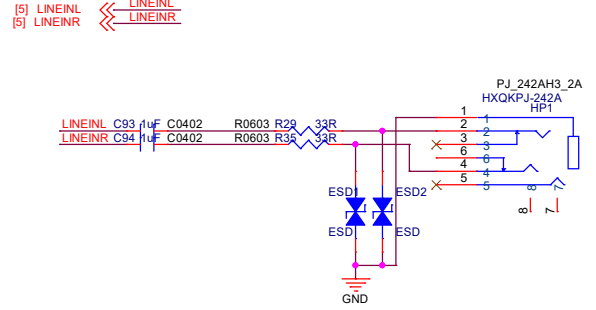 [5] LINEINL LINEINL
[5] LINEINR LINEINR
PJ_242AH3_2A
HXQKPJ-242A
HP1
LINEINL C93 1uF C0402 R0603 R29 33R
LINEINR C94 1uF C0402 R0603 R35 33R
1 1
2 2
3 3
6 6
4 4
5 5
8 7
8 7
ESD1 ESD2
ESD ESD
GND